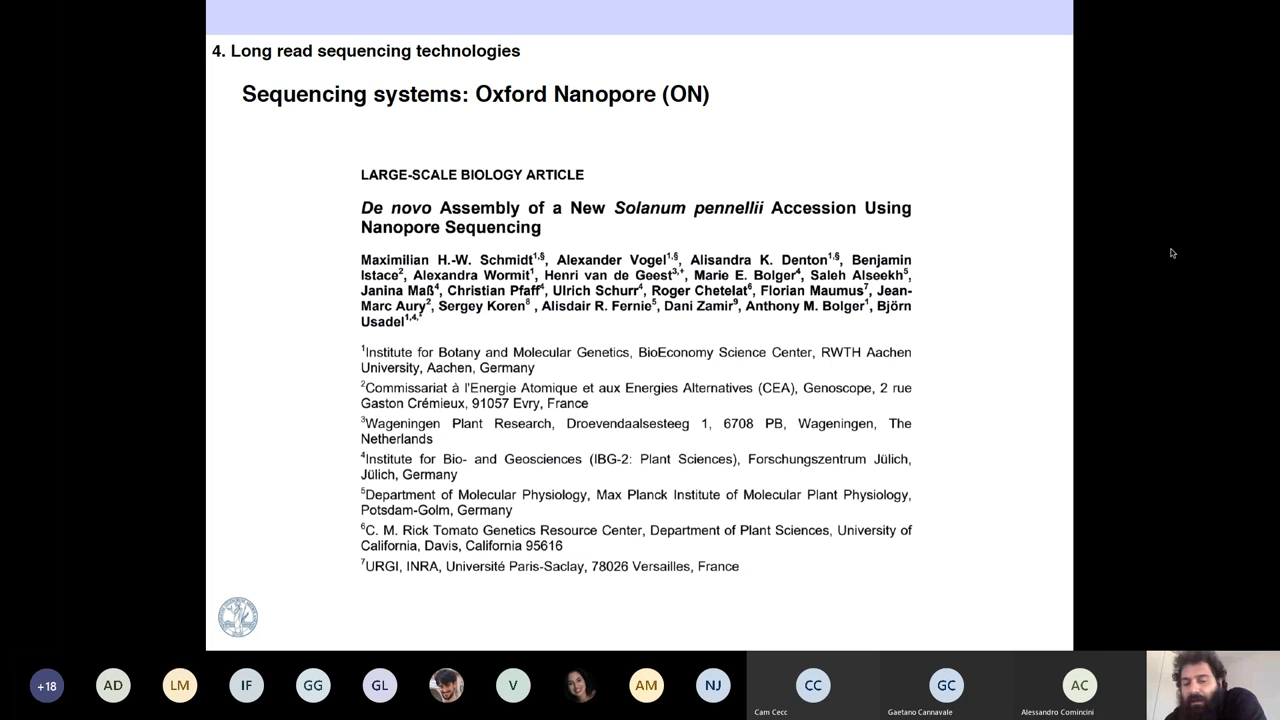 4. Long read sequencing technologies
Sequencing systems: Oxford Nanopore (ON)
LARGE-SCALE BIOLOGY ARTICLE
De novo Assembly of a New Solanum pennellii Accession Using
Nanopore Sequencing
Maximilian H.-W. Schmidt1,§, Alexander Vogel1,§, Alisandra K. Denton1,§, Benjamin
Istace2, Alexandra Wormit1, Henri van de Geest3,+, Marie E. Bolger4, Saleh Alseekh5,
Janina Maß4, Christian Pfaff4, Ulrich Schurr4, Roger Chetelat6, Florian Maumus7, Jean-
Marc Aury2, Sergey Koren8 , Alisdair R. Fernie5, Dani Zamir9, Anthony M. Bolger1, Björn
Usadel1,4,*
1Institute for Botany and Molecular Genetics, BioEconomy Science Center, RWTH Aachen
University, Aachen, Germany
2Commissariat à l'Energie Atomique et aux Energies Alternatives (CEA), Genoscope, 2 rue
Gaston Crémieux, 91057 Evry, France
3Wageningen Plant Research, Droevendaalsesteeg 1, 6708 PB, Wageningen, The
Netherlands
4Institute for Bio- and Geosciences (IBG-2: Plant Sciences), Forschungszentrum Jülich,
Jülich, Germany
5Department of Molecular Physiology, Max Planck Institute of Molecular Plant Physiology,
Potsdam-Golm, Germany
6C. M. Rick Tomato Genetics Resource Center, Department of Plant Sciences, University of
California, Davis, California 95616
7URGI, INRA, Université Paris-Saclay, 78026 Versailles, France
+18 AD LM IF GG GL V AM NJ CC GC AC
Cam Cecc Gaetano Cannavale Alessandro Comincini